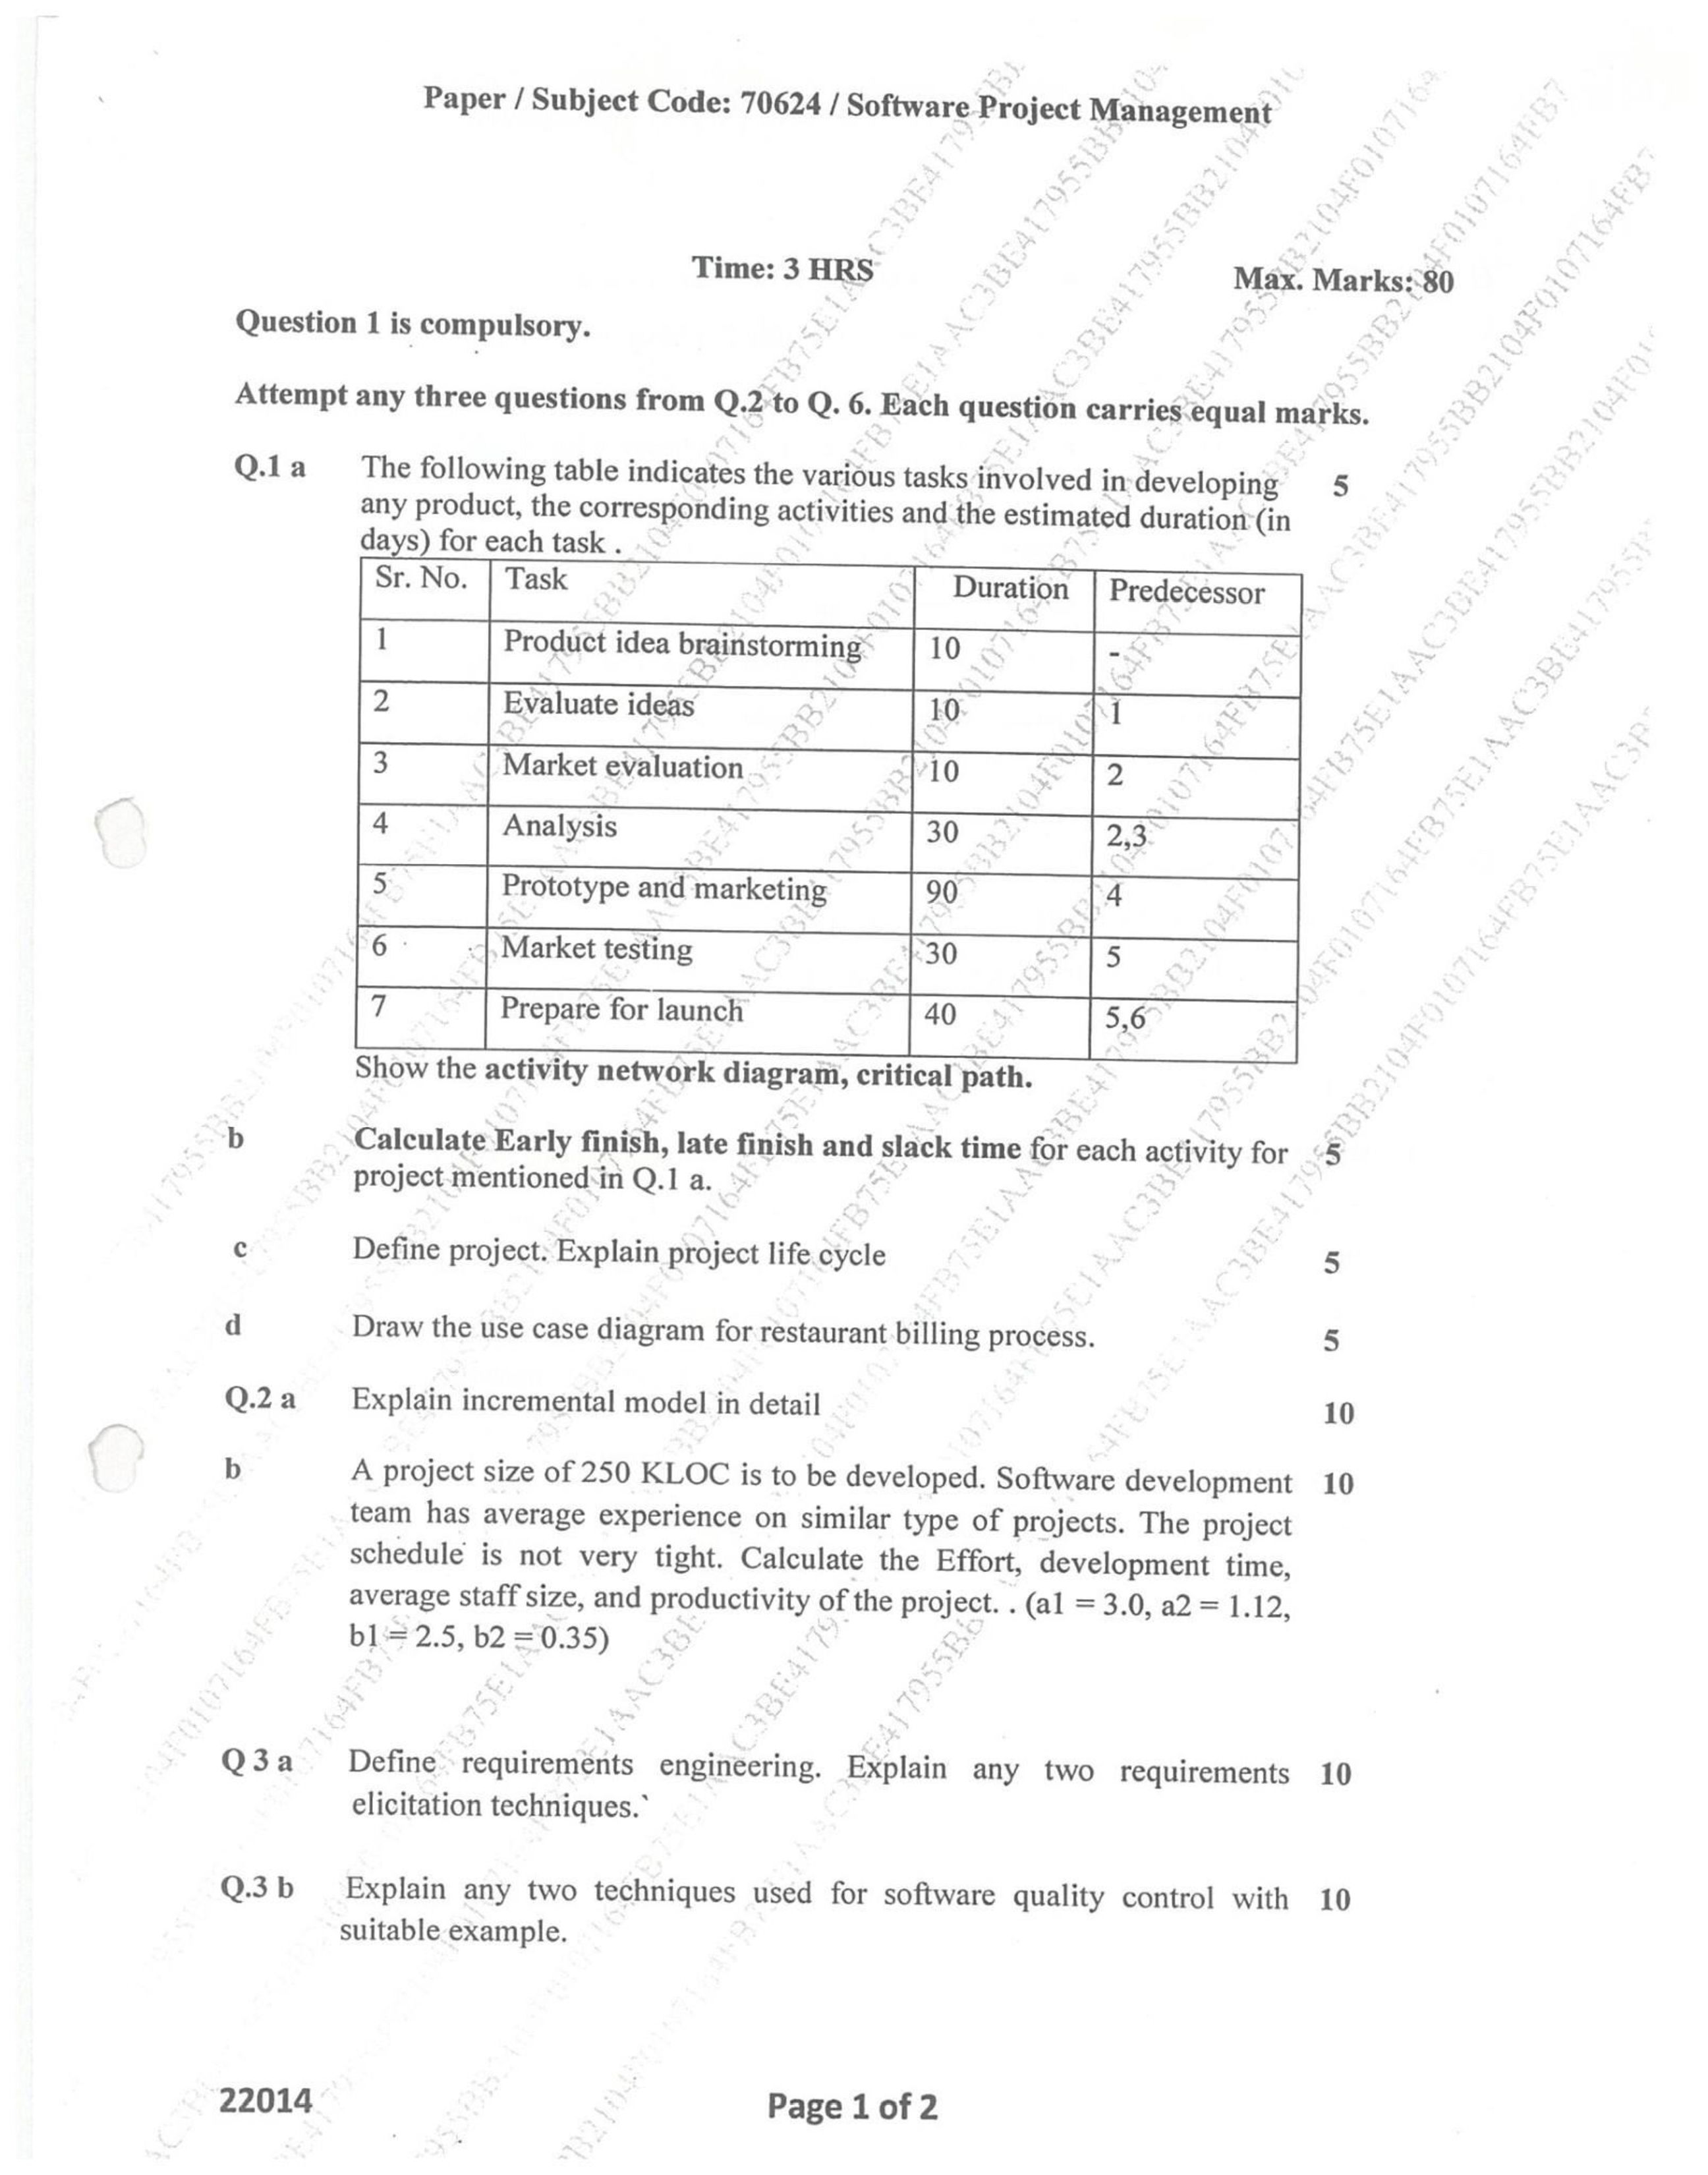 Paper / Subject Code: 70624 / Software Project Management
Time: 3 HRS Max. Marks: 80
Question 1 is compulsory.
Attempt any three questions from Q.2 to Q. 6. Each question carries equal marks.
Q.1 a The following table indicates the various tasks involved in developing 5
any product, the corresponding activities and the estimated duration (in
days) for each task .
Sr. No. Task Duration Predecessor
1 Product idea brainstorming 10 -
2 Evaluate ideas 10 1
3 Market evaluation 10 2
4 Analysis 30 2,3
5 Prototype and marketing 90 4
6 Market testing 30 5
7 Prepare for launch 40 5,6
Show the activity network diagram, critical path.
b Calculate Early finish, late finish and slack time for each activity for 5
project mentioned in Q.1 a.
c Define project. Explain project life cycle 5
d Draw the use case diagram for restaurant billing process. 5
Q.2 a Explain incremental model in detail 10
b A project size of 250 KLOC is to be developed. Software development 10
team has average experience on similar type of projects. The project
schedule is not very tight. Calculate the Effort, development time,
average staff size, and productivity of the project. . (a1 = 3.0, a2 = 1.12,
b1 = 2.5, b2 = 0.35)
Q 3 a Define requirements engineering. Explain any two requirements 10
elicitation techniques.`
Q.3 b Explain any two techniques used for software quality control with 10
suitable example.
22014 Page 1 of 2